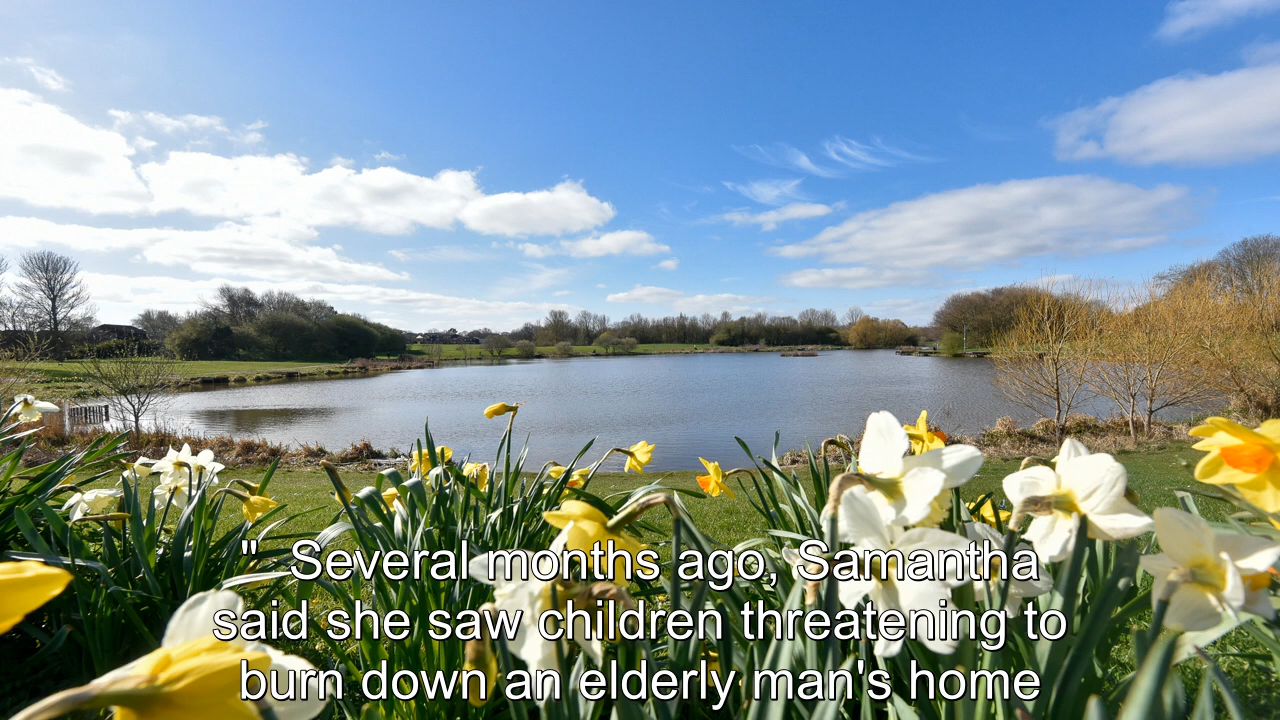 " Several months ago, Samantha
said she saw children threatening to
burn down an elderly man's home